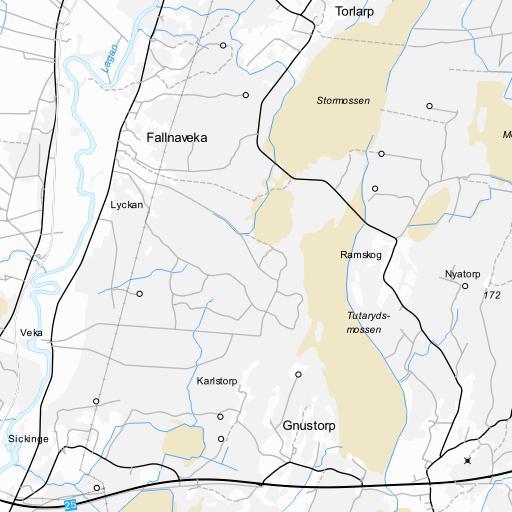 Torlarp
Lagan
Stormossen
Fallnaveka
Lyckan
Ramskog
Nyatorp
172
Tutaryds-
mossen
Veka
Karlstorp
Gnustorp
Sickinge
25